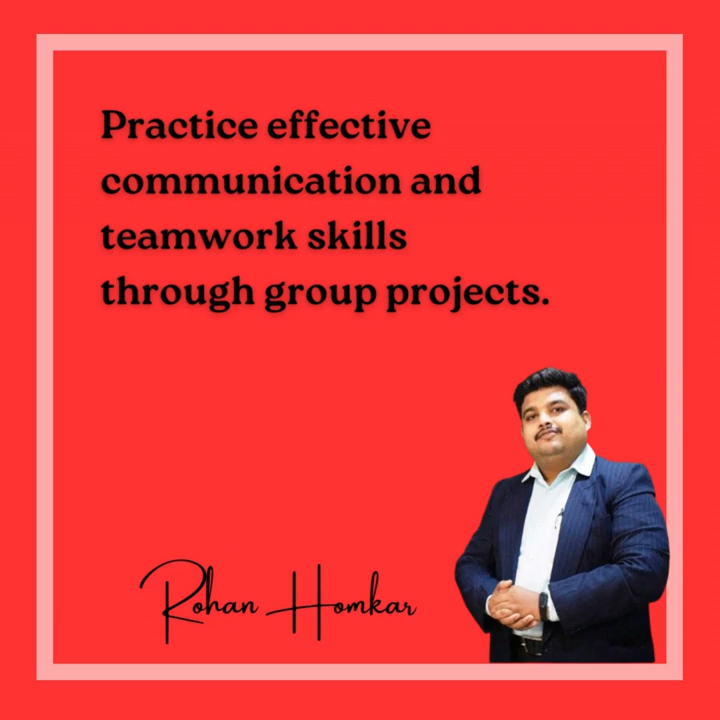 Practice effective
communication and
teamwork skills
through group projects.
Rohan Homkar